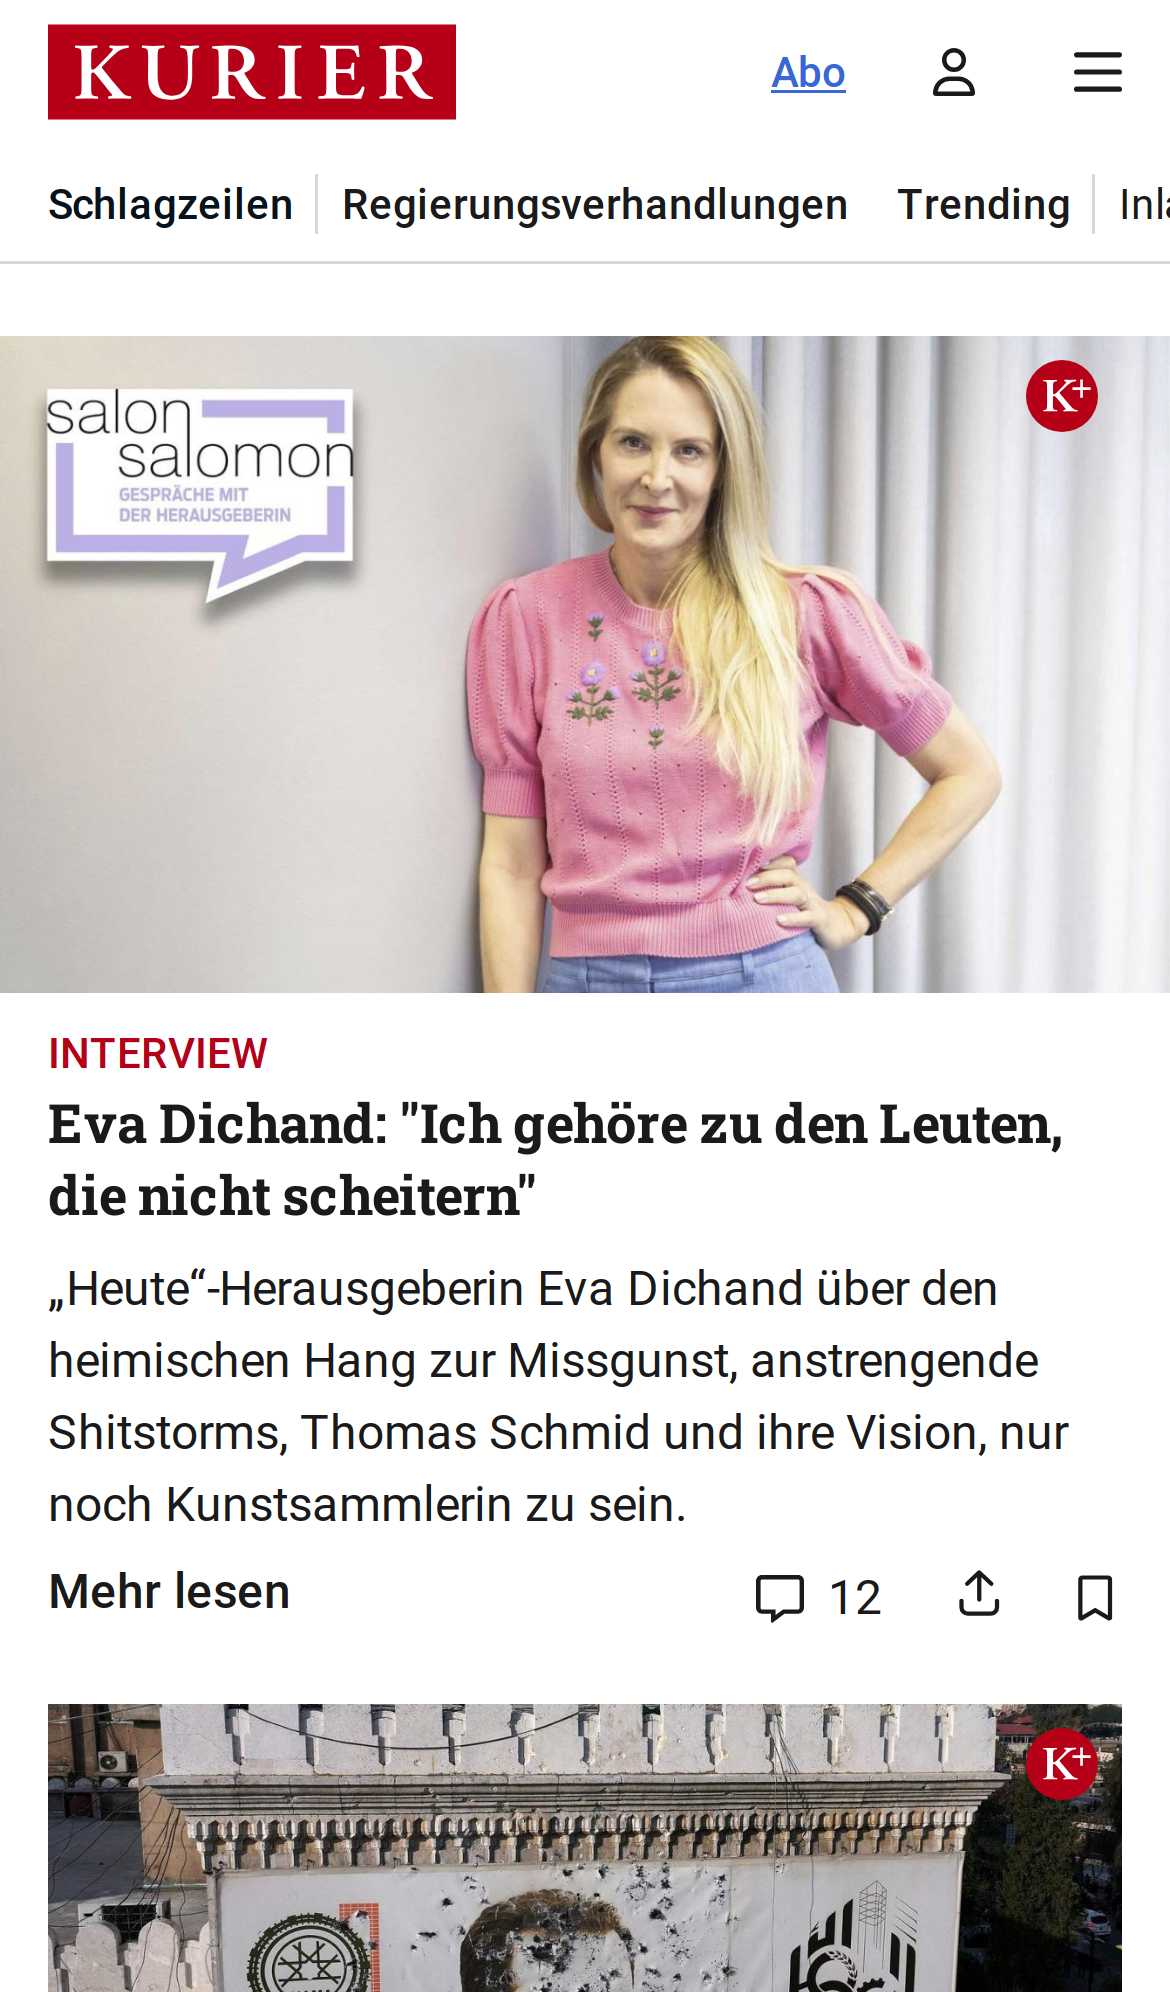 KURIER
Abo
Schlagzeilen
Regierungsverhandlungen
Trending
Inla
salon
salomon
GESPRÄCHE MIT
DER HERAUSGEBERIN
K+
INTERVIEW
Eva Dichand: "Ich gehöre zu den Leuten,
die nicht scheitern"
„Heute“-Herausgeberin Eva Dichand über den
heimischen Hang zur Missgunst, anstrengende
Shitstorms, Thomas Schmid und ihre Vision, nur
noch Kunstsammlerin zu sein.
Mehr lesen
12
K+